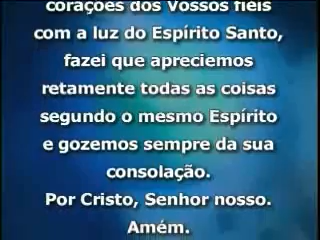 corações dos Vossos fiéis
com a luz do Espírito Santo,
fazei que apreciemos
retamente todas as coisas
segundo o mesmo Espírito
e gozemos sempre da sua
consolação.
Por Cristo, Senhor nosso.
Amém.